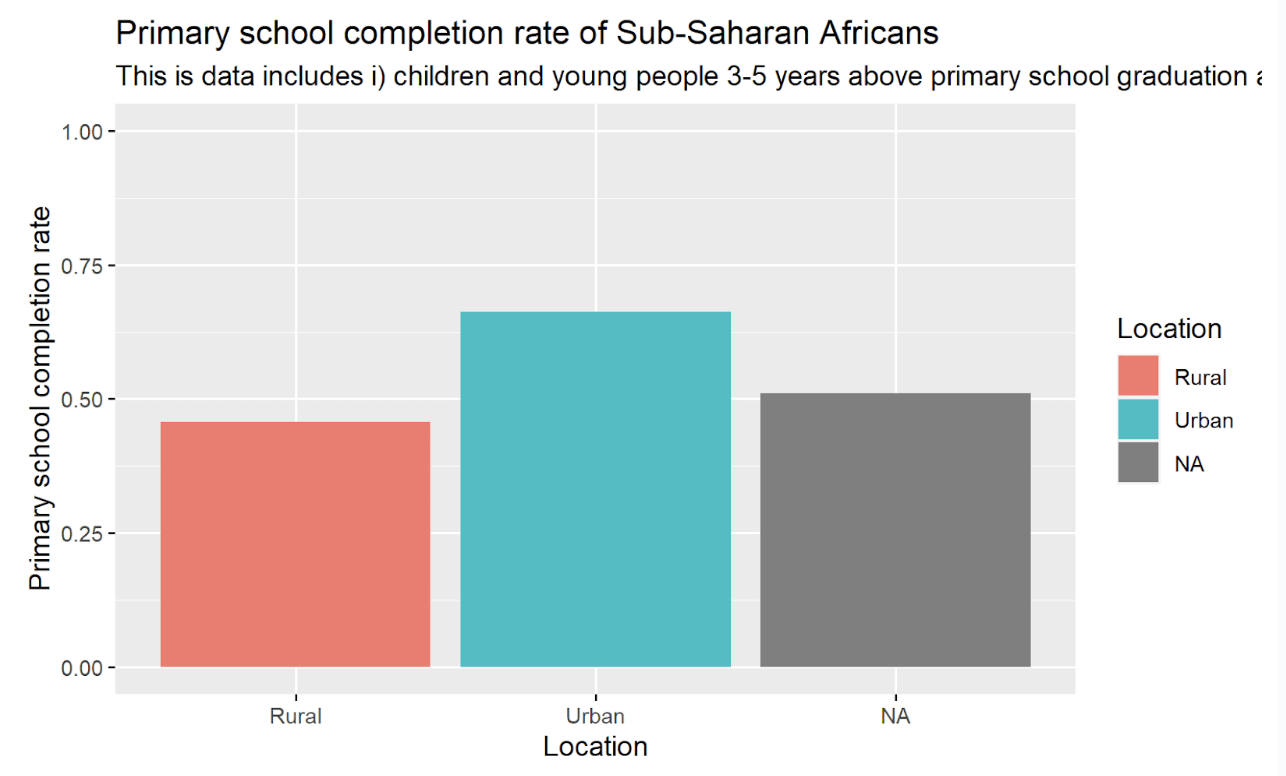 Primary school completion rate of Sub-Saharan Africans
This is data includes i) children and young people 3-5 years above primary school graduation
1.00
0.75
0.50
0.25
0.00
Primary school completion rate
Rural
Urban
NA
Location
Location
Rural
Urban
NA